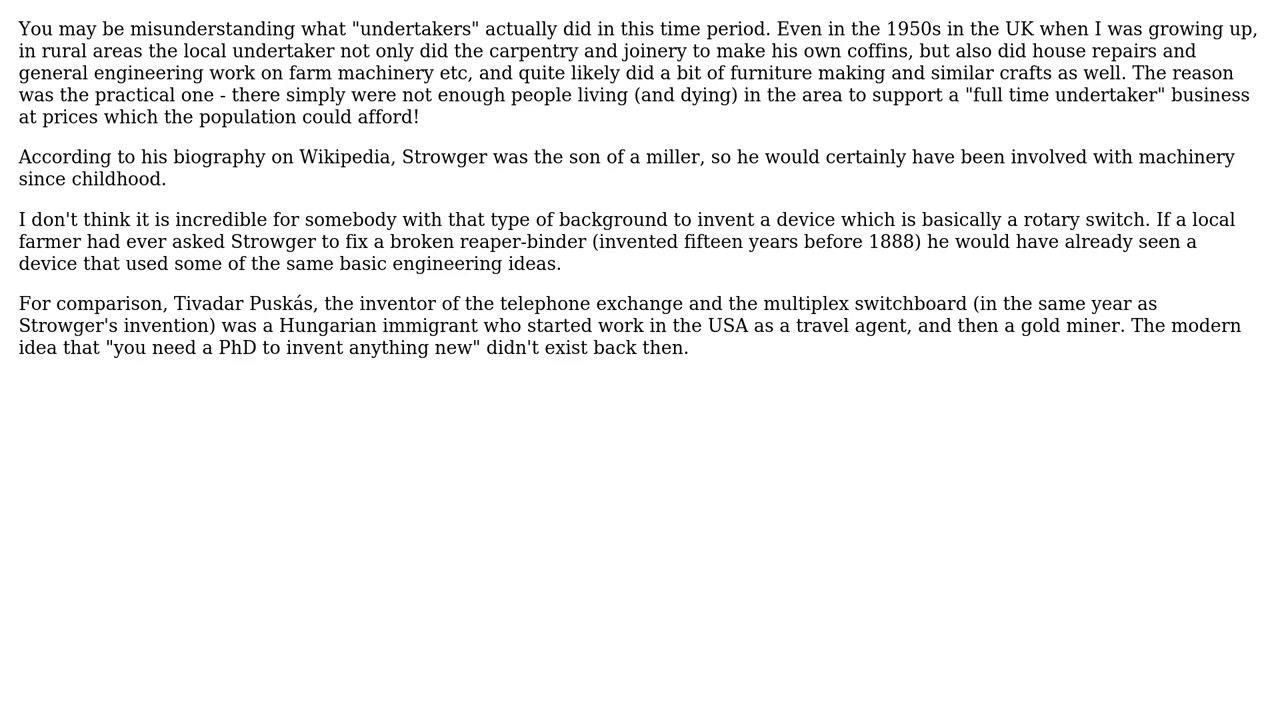 You may be misunderstanding what "undertakers" actually did in this time period. Even in the 1950s in the UK when I was growing up,
in rural areas the local undertaker not only did the carpentry and joinery to make his own coffins, but also did house repairs and
general engineering work on farm machinery etc, and quite likely did a bit of furniture making and similar crafts as well. The reason
was the practical one - there simply were not enough people living (and dying) in the area to support a "full time undertaker" business
at prices which the population could afford!
According to his biography on Wikipedia, Strowger was the son of a miller, so he would certainly have been involved with machinery
since childhood.
I don't think it is incredible for somebody with that type of background to invent a device which is basically a rotary switch. If a local
farmer had ever asked Strowger to fix a broken reaper-binder (invented fifteen years before 1888) he would have already seen a
device that used some of the same basic engineering ideas.
For comparison, Tivadar Puskás, the inventor of the telephone exchange and the multiplex switchboard (in the same year as
Strowger's invention) was a Hungarian immigrant who started work in the USA as a travel agent, and then a gold miner. The modern
idea that "you need a PhD to invent anything new" didn't exist back then.